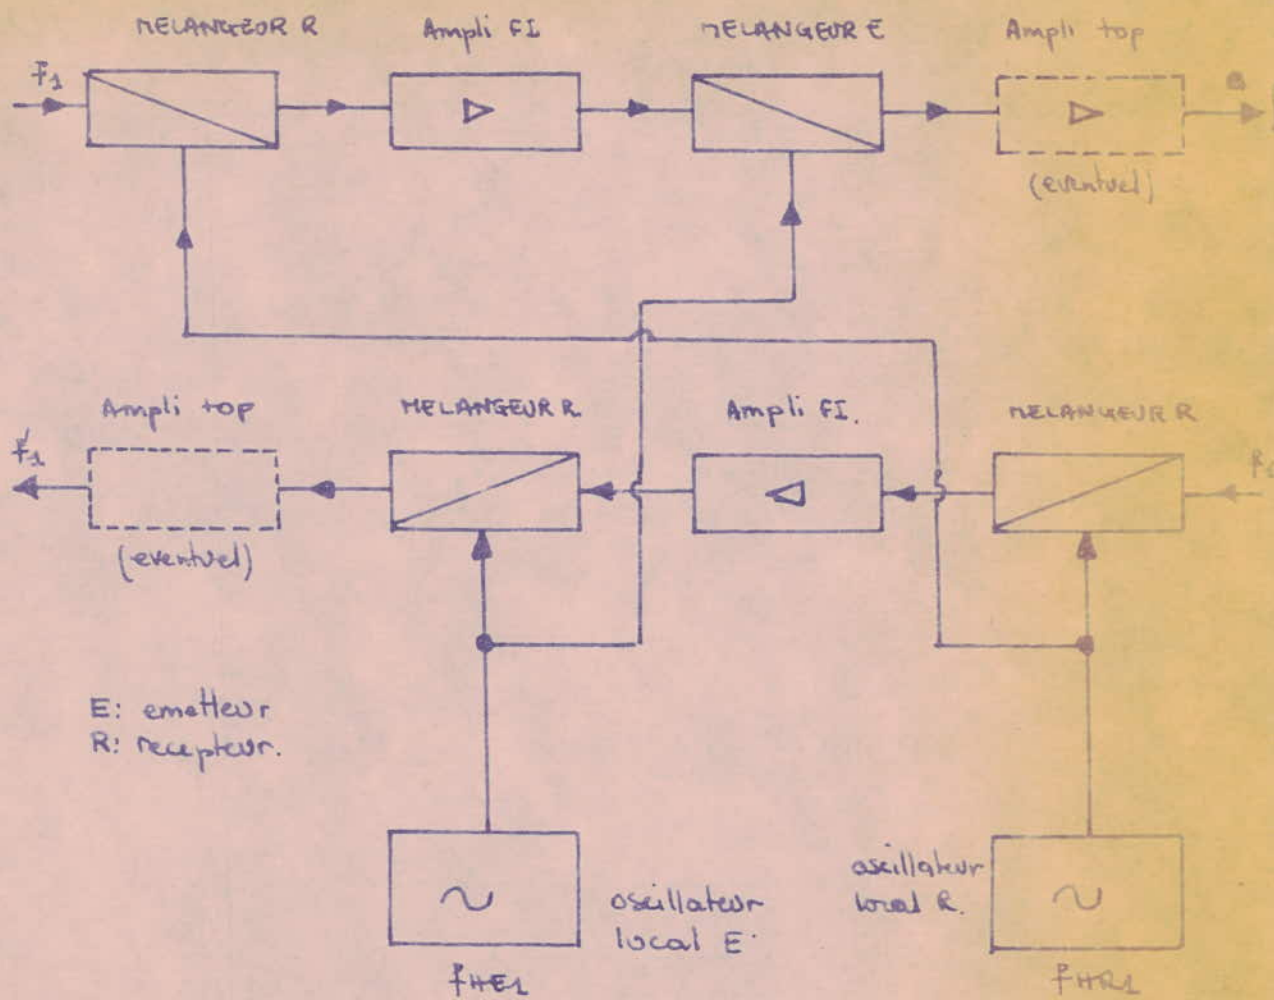 MELANGEOR R
Ampli FI
MELANGEUR E
Ampli top
F1
(eventuel)
Ampli top
MELANGEUR R
Ampli FI.
MELANGEUR R
F'1
(eventuel)
E: emetteur
R: recepteur.
oscillateur
local E
oscillateur
local R.
fHE1
fHR1